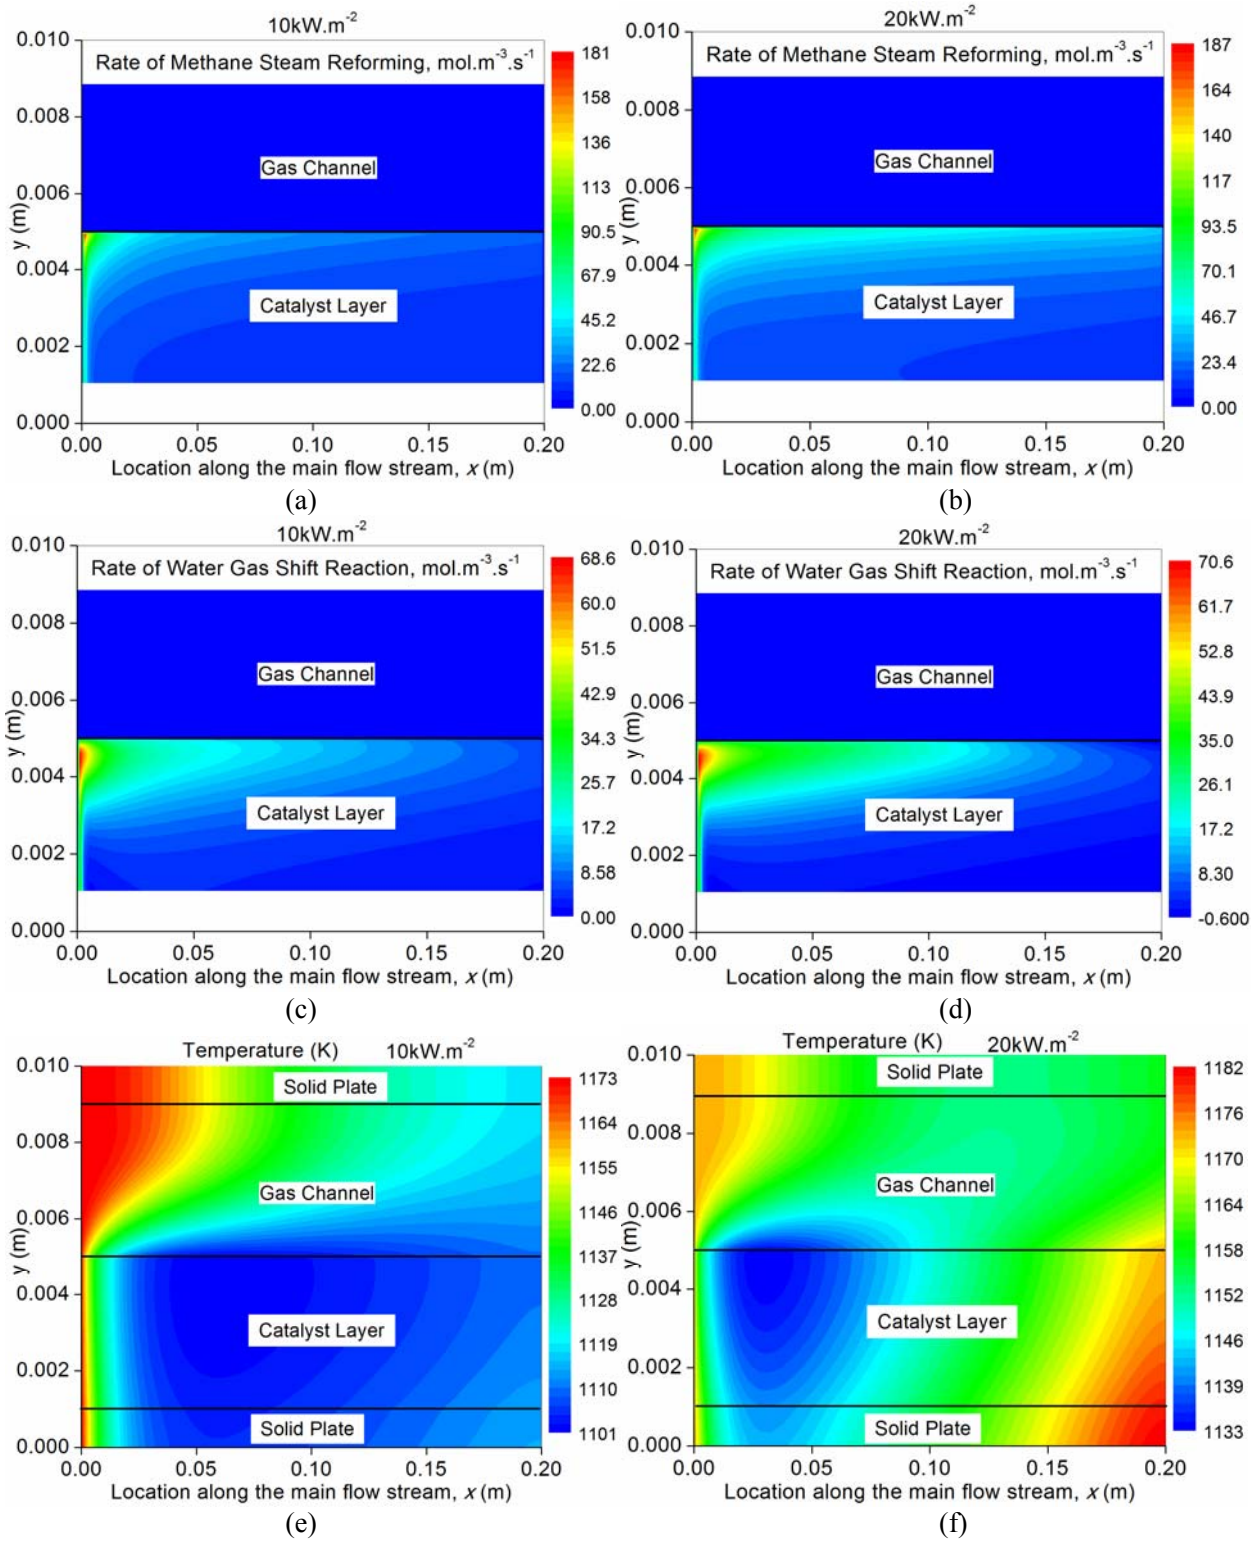 10kW.m-2
0.010
Rate of Methane Steam Reforming, mol.m-3.s-1
0.008
Gas Channel
0.006
y (m)
0.004
Catalyst Layer
0.002
0.000
0.00 0.05 0.10 0.15 0.20
Location along the main flow stream, x (m)
181
158
136
113
90.5
67.9
45.2
22.6
0.00
(a)
20kW.m-2
0.010
Rate of Methane Steam Reforming, mol.m-3.s-1
0.008
Gas Channel
0.006
y (m)
0.004
Catalyst Layer
0.002
0.000
0.00 0.05 0.10 0.15 0.20
Location along the main flow stream, x (m)
187
164
140
117
93.5
70.1
46.7
23.4
0.00
(b)
10kW.m-2
0.010
Rate of Water Gas Shift Reaction, mol.m-3.s-1
0.008
Gas Channel
0.006
y (m)
0.004
Catalyst Layer
0.002
0.000
0.00 0.05 0.10 0.15 0.20
Location along the main flow stream, x (m)
68.6
60.0
51.5
42.9
34.3
25.7
17.2
8.58
0.00
(c)
20kW.m-2
0.010
Rate of Water Gas Shift Reaction, mol.m-3.s-1
0.008
Gas Channel
0.006
y (m)
0.004
Catalyst Layer
0.002
0.000
0.00 0.05 0.10 0.15 0.20
Location along the main flow stream, x (m)
70.6
61.7
52.8
43.9
35.0
26.1
17.2
8.30
-0.600
(d)
Temperature (K) 10kW.m-2
0.010
Solid Plate
0.008
Gas Channel
0.006
y (m)
0.004
Catalyst Layer
0.002
Solid Plate
0.000
0.00 0.05 0.10 0.15 0.20
Location along the main flow stream, x (m)
1173
1164
1155
1146
1137
1128
1119
1110
1101
(e)
Temperature (K) 20kW.m-2
0.010
Solid Plate
0.008
Gas Channel
0.006
y (m)
0.004
Catalyst Layer
0.002
Solid Plate
0.000
0.00 0.05 0.10 0.15 0.20
Location along the main flow stream, x (m)
1182
1176
1170
1164
1158
1152
1146
1139
1133
(f)